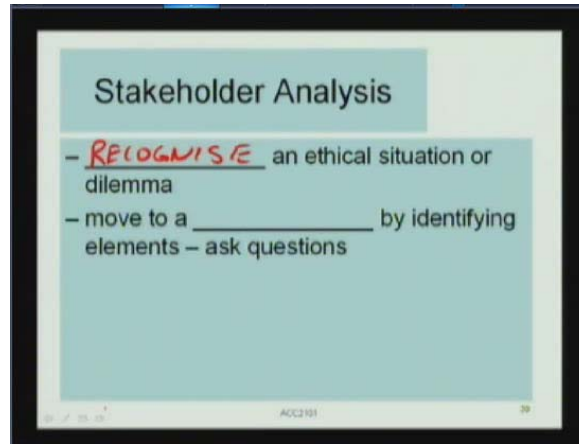 Stakeholder Analysis
– RECOGNISE an ethical situation or
dilemma
– move to a ______________ by identifying
elements – ask questions
ACC2101
39